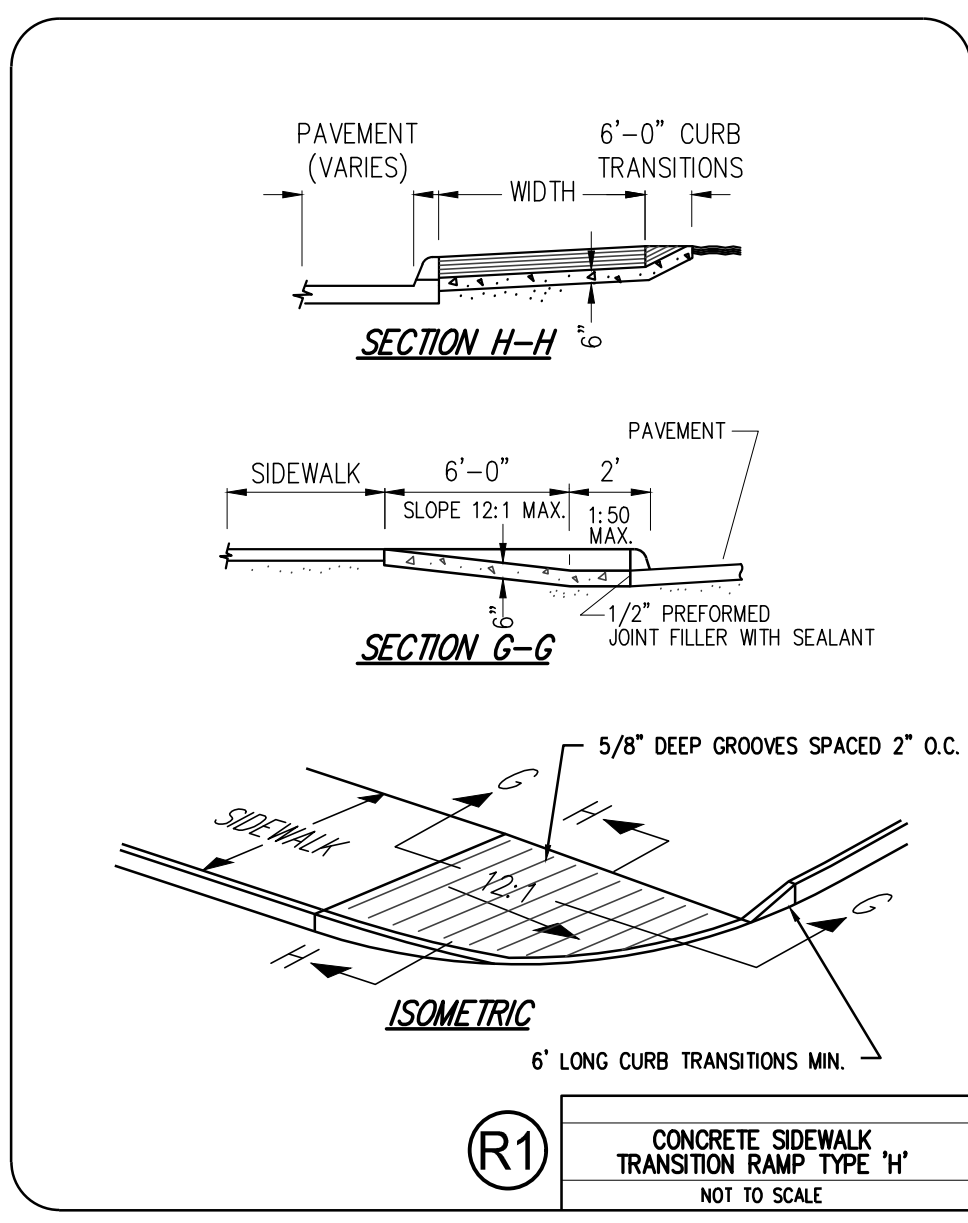 PAVEMENT
(VARIES)
WIDTH
6'-0" CURB
TRANSITIONS
6"
SECTION H-H
PAVEMENT
SIDEWALK
6'-0"
2'
SLOPE 12:1 MAX.
1:50
MAX.
6"
1/2" PREFORMED
JOINT FILLER WITH SEALANT
SECTION G-G
5/8" DEEP GROOVES SPACED 2" O.C.
G
H
SIDEWALK
12:1
G
H
ISOMETRIC
6' LONG CURB TRANSITIONS MIN.
R1
CONCRETE SIDEWALK
TRANSITION RAMP TYPE 'H'
NOT TO SCALE